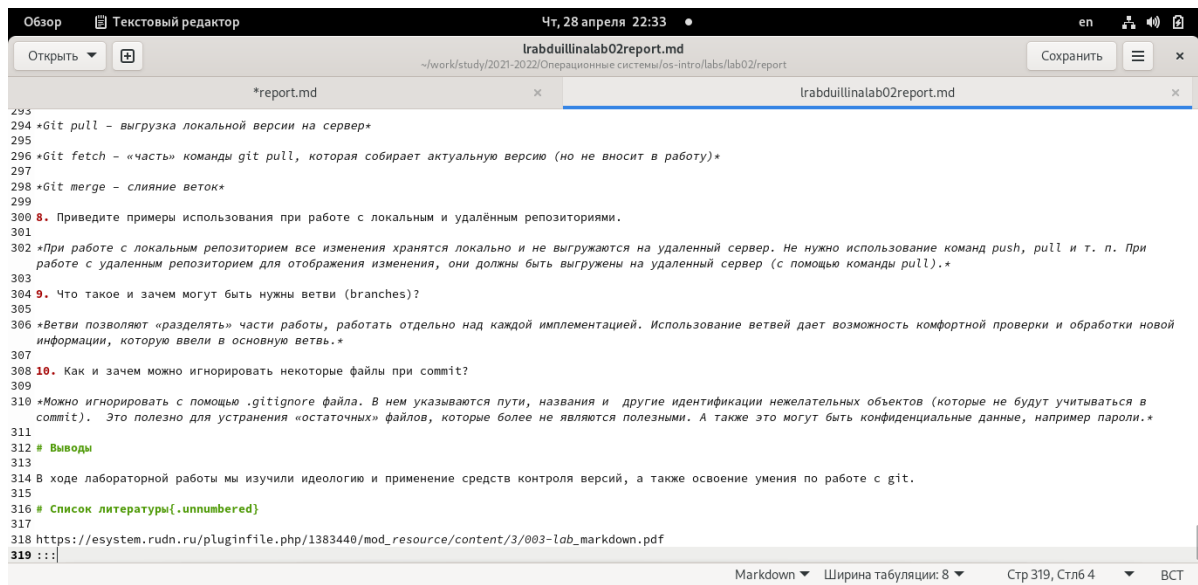 Обзор Текстовый редактор Чт, 28 апреля 22:33 en
Открыть lrabduillinalab02report.md Сохранить
~/work/study/2021-2022/Операционные системы/os-intro/labs/lab02/report
*report.md × lrabduillinalab02report.md ×
293
294 *Git pull – выгрузка локальной версии на сервер*
295
296 *Git fetch – «часть» команды git pull, которая собирает актуальную версию (но не вносит в работу)*
297
298 *Git merge – слияние веток*
299
300 8. Приведите примеры использования при работе с локальным и удалённым репозиториями.
301
302 *При работе с локальным репозиторием все изменения хранятся локально и не выгружаются на удаленный сервер. Не нужно использование команд push, pull и т. п. При
работе с удаленным репозиторием для отображения изменения, они должны быть выгружены на удаленный сервер (с помощью команды pull).*
303
304 9. Что такое и зачем могут быть нужны ветви (branches)?
305
306 *Ветви позволяют «разделять» части работы, работать отдельно над каждой имплементацией. Использование ветвей дает возможность комфортной проверки и обработки новой
информации, которую ввели в основную ветвь.*
307
308 10. Как и зачем можно игнорировать некоторые файлы при commit?
309
310 *Можно игнорировать с помощью .gitignore файла. В нем указываются пути, названия и  другие идентификации нежелательных объектов (которые не будут учитываться в
commit).  Это полезно для устранения «остаточных» файлов, которые более не являются полезными. А также это могут быть конфиденциальные данные, например пароли.*
311
312 # Выводы
313
314 В ходе лабораторной работы мы изучили идеологию и применение средств контроля версий, а также освоение умения по работе с git.
315
316 # Список литературы{.unnumbered}
317
318 https://esystem.rudn.ru/pluginfile.php/1383440/mod_resource/content/3/003-lab_markdown.pdf
319 :::
Markdown Ширина табуляции: 8 Стр 319, Стлб 4 ВСТ